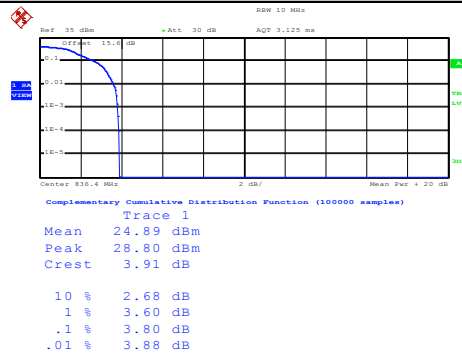 RBW 10 MHz
Ref 35 dBm Att 30 dB AQT 3.125 ms
Offset 15.6 dB
0.1
A
0.01
1 SA
VIEW
TR
LV
1E-3
1E-4
1E-5
3D
Center 836.4 MHz 2 dB/ Mean Pwr + 20 dB
Complementary Cumulative Distribution Function (100000 samples)
Trace 1
Mean 24.89 dBm
Peak 28.80 dBm
Crest 3.91 dB
10 % 2.68 dB
1 % 3.60 dB
.1 % 3.80 dB
.01 % 3.88 dB